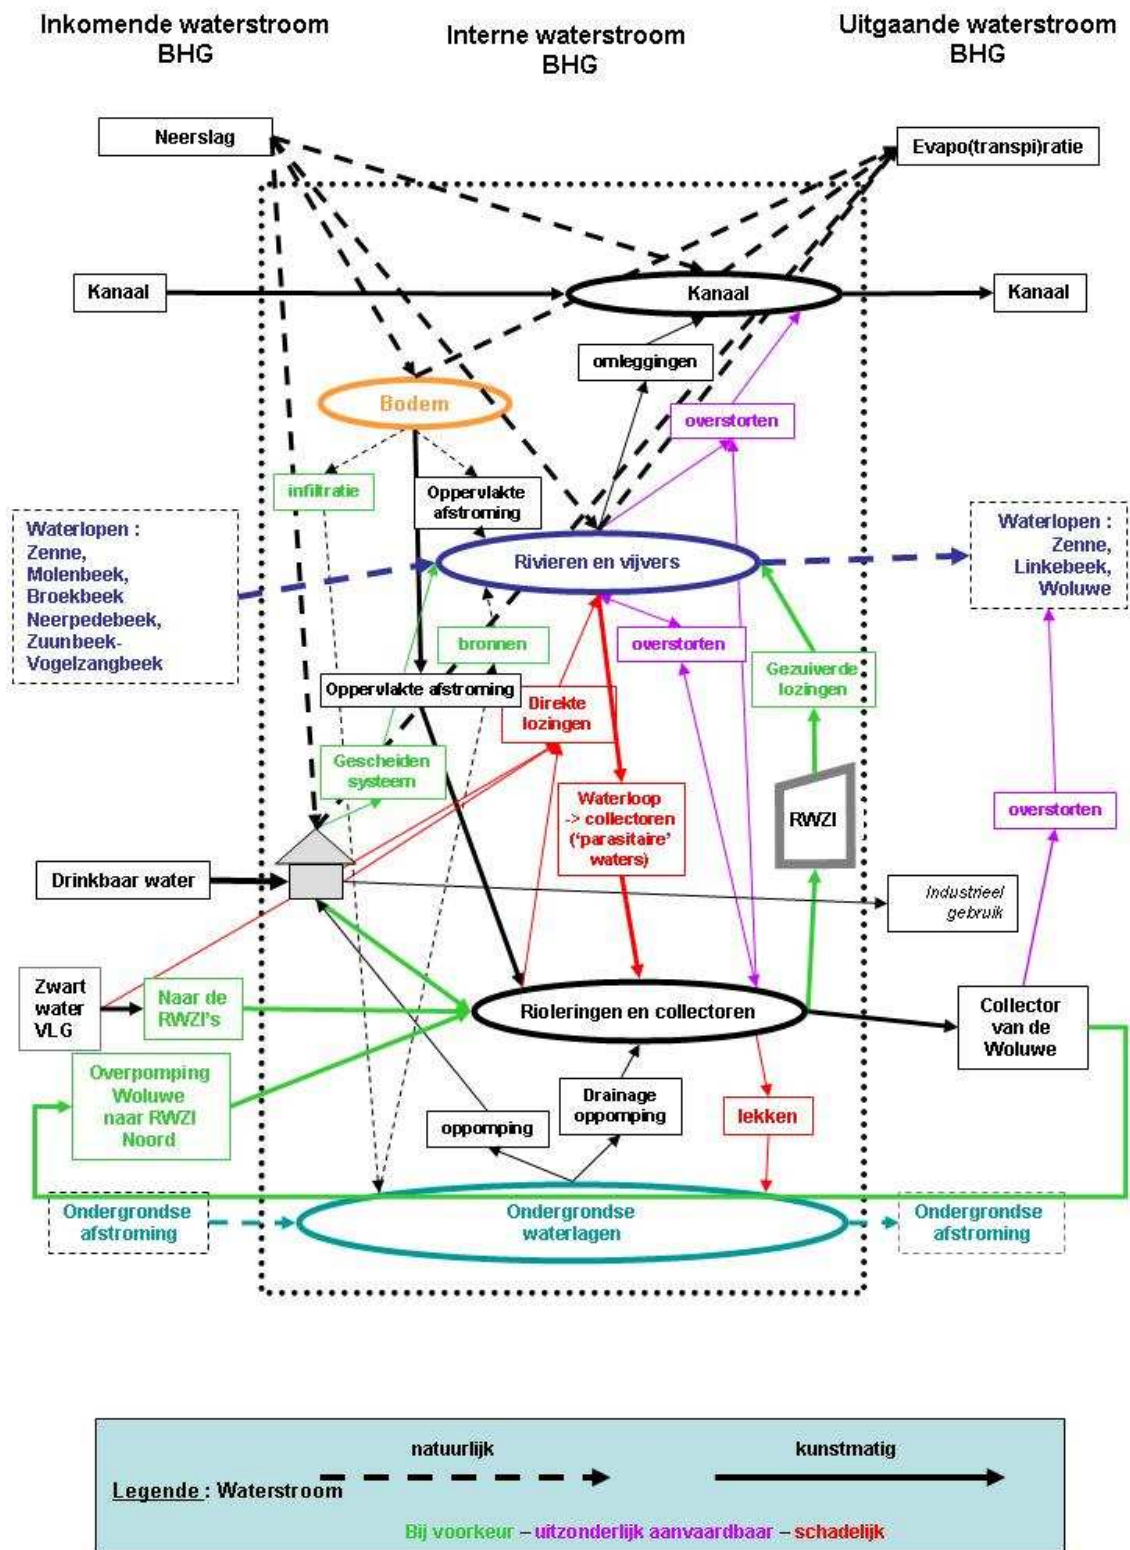 Inkomende waterstroom
BHG
Interne waterstroom
BHG
Uitgaande waterstroom
BHG
Neerslag
Evapo(transpi)ratie
Kanaal
Kanaal
Kanaal
omleggingen
Bodem
overstorten
infiltratie
Oppervlakte
afstroming
Waterlopen :
Zenne,
Molenbeek,
Broekbeek
Neerpedebeek,
Zuunbeek-
Vogelzangbeek
Rivieren en vijvers
Waterlopen :
Zenne,
Linkebeek,
Woluwe
bronnen
overstorten
Gezuiverde
lozingen
Oppervlakte afstroming
Direkte
lozingen
Gescheiden
systeem
Waterloop
-> collectoren
('parasitaire'
waters)
RWZI
overstorten
Drinkbaar water
Industrieel
gebruik
Zwart
water
VLG
Naar de
RWZI's
Rioleringen en collectoren
Collector
van de
Woluwe
Overpomping
Woluwe
naar RWZI
Noord
oppomping
Drainage
oppomping
lekken
Ondergrondse
afstroming
Ondergrondse
waterlagen
Ondergrondse
afstroming
natuurlijk
kunstmatig
Legende : Waterstroom
Bij voorkeur – uitzonderlijk aanvaardbaar – schadelijk